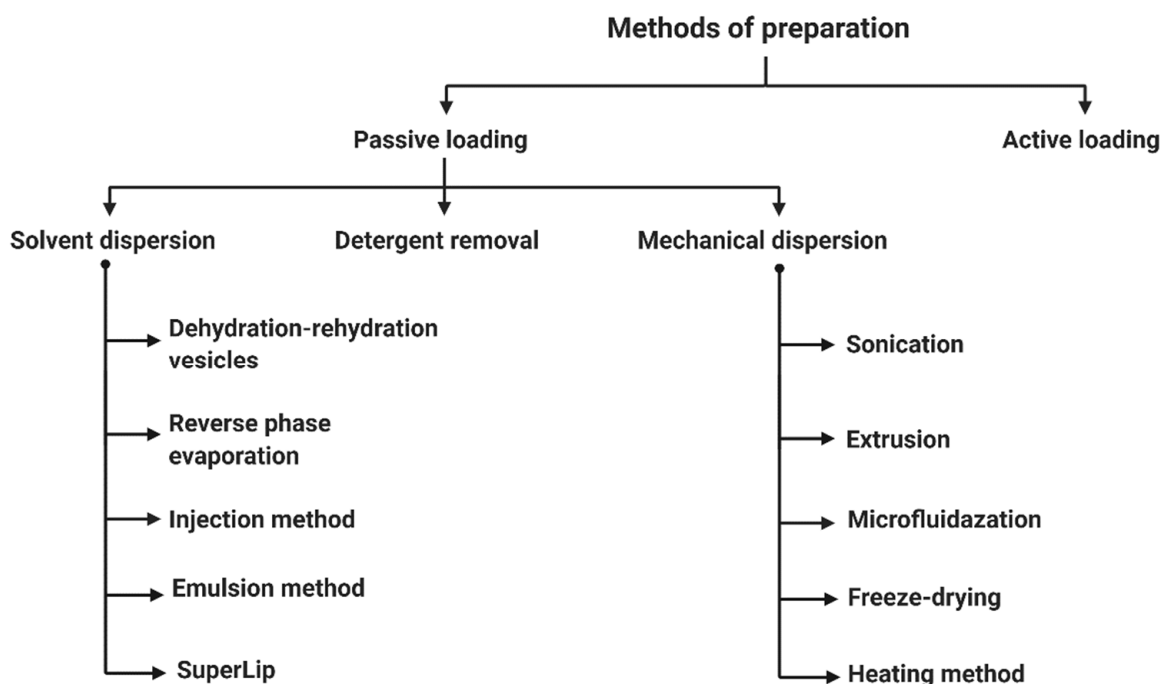 Methods of preparation
Passive loading
Active loading
Solvent dispersion
Detergent removal
Mechanical dispersion
Dehydration-rehydration
vesicles
Reverse phase
evaporation
Injection method
Emulsion method
SuperLip
Sonication
Extrusion
Microfluidazation
Freeze-drying
Heating method